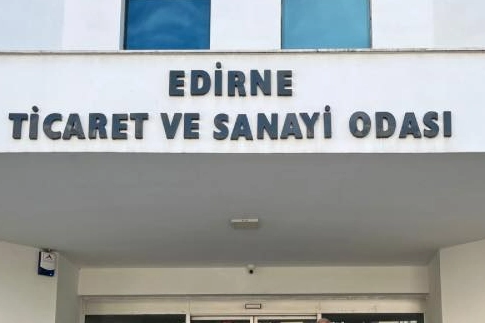 EDİRNE
TİCARET VE SANAYİ ODASI